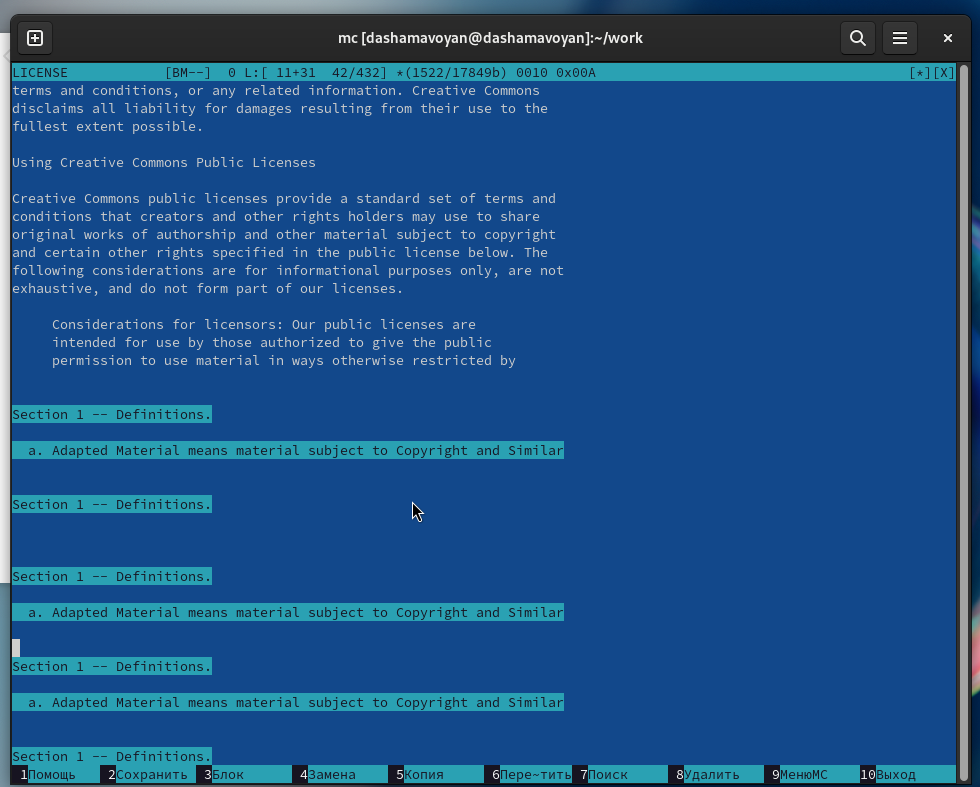 mc [dashamavoyan@dashamavoyan]:~/work
LICENSE [BM--] 0 L:[ 11+31 42/432] *(1522/17849b) 0010 0x00A [*][X]
terms and conditions, or any related information. Creative Commons
disclaims all liability for damages resulting from their use to the
fullest extent possible.
Using Creative Commons Public Licenses
Creative Commons public licenses provide a standard set of terms and
conditions that creators and other rights holders may use to share
original works of authorship and other material subject to copyright
and certain other rights specified in the public license below. The
following considerations are for informational purposes only, are not
exhaustive, and do not form part of our licenses.
Considerations for licensors: Our public licenses are
intended for use by those authorized to give the public
permission to use material in ways otherwise restricted by
Section 1 -- Definitions.
a. Adapted Material means material subject to Copyright and Similar
Section 1 -- Definitions.
Section 1 -- Definitions.
a. Adapted Material means material subject to Copyright and Similar
Section 1 -- Definitions.
a. Adapted Material means material subject to Copyright and Similar
Section 1 -- Definitions.
1Помощь 2Сохранить 3Блок 4Замена 5Копия 6Пере~тить 7Поиск 8Удалить 9МенюМС 10Выход